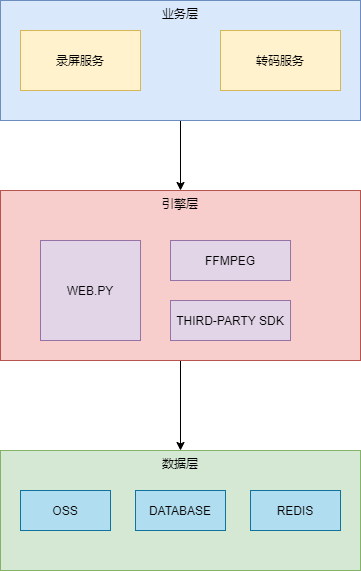 业务层
录屏服务
转码服务
引擎层
WEB.PY
FFMPEG
THIRD-PARTY SDK
数据层
OSS
DATABASE
REDIS